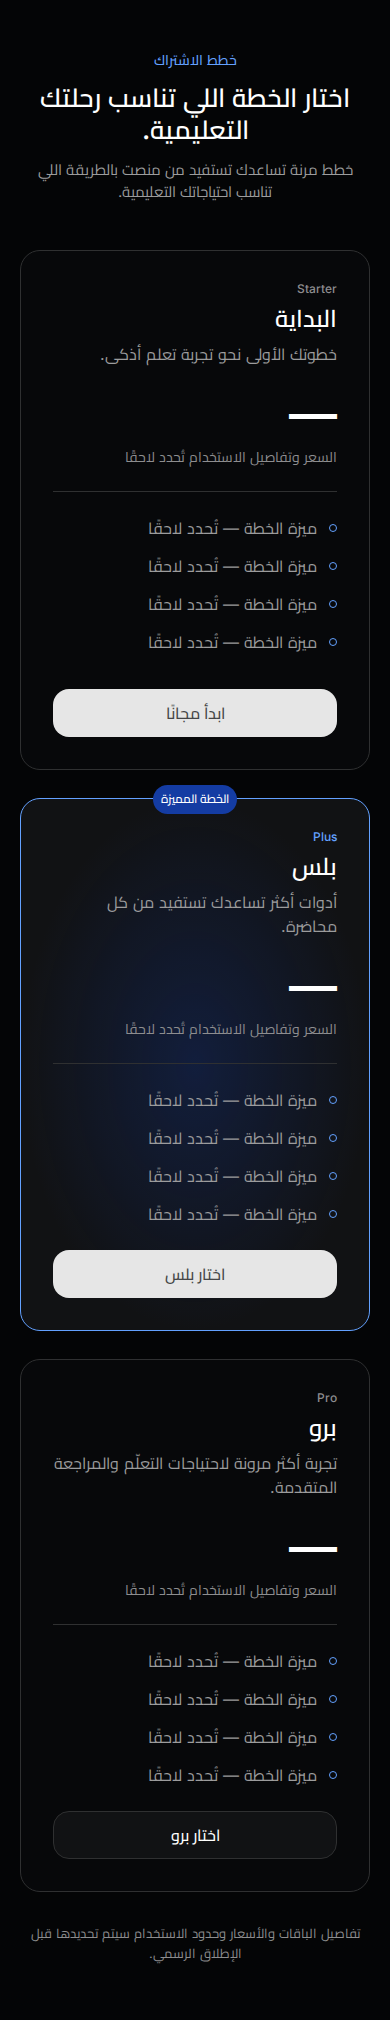 خطط الاشتراك
اختار الخطة اللي تناسب رحلتك
التعليمية.
خطط مرنة تساعدك تستفيد من منصت بالطريقة اللي
تناسب احتياجاتك التعليمية.
Starter
البداية
خطوتك الأولى نحو تجربة تعلم أذكى.
—
السعر وتفاصيل الاستخدام تُحدد لاحقًا
ميزة الخطة — تُحدد لاحقًا
ميزة الخطة — تُحدد لاحقًا
ميزة الخطة — تُحدد لاحقًا
ميزة الخطة — تُحدد لاحقًا
ابدأ مجانًا
الخطة المميزة
Plus
بلس
أدوات أكثر تساعدك تستفيد من كل
محاضرة.
—
السعر وتفاصيل الاستخدام تُحدد لاحقًا
ميزة الخطة — تُحدد لاحقًا
ميزة الخطة — تُحدد لاحقًا
ميزة الخطة — تُحدد لاحقًا
ميزة الخطة — تُحدد لاحقًا
اختار بلس
Pro
برو
تجربة أكثر مرونة لاحتياجات التعلّم والمراجعة
المتقدمة.
—
السعر وتفاصيل الاستخدام تُحدد لاحقًا
ميزة الخطة — تُحدد لاحقًا
ميزة الخطة — تُحدد لاحقًا
ميزة الخطة — تُحدد لاحقًا
ميزة الخطة — تُحدد لاحقًا
اختار برو
تفاصيل الباقات والأسعار وحدود الاستخدام سيتم تحديدها قبل
الإطلاق الرسمي.